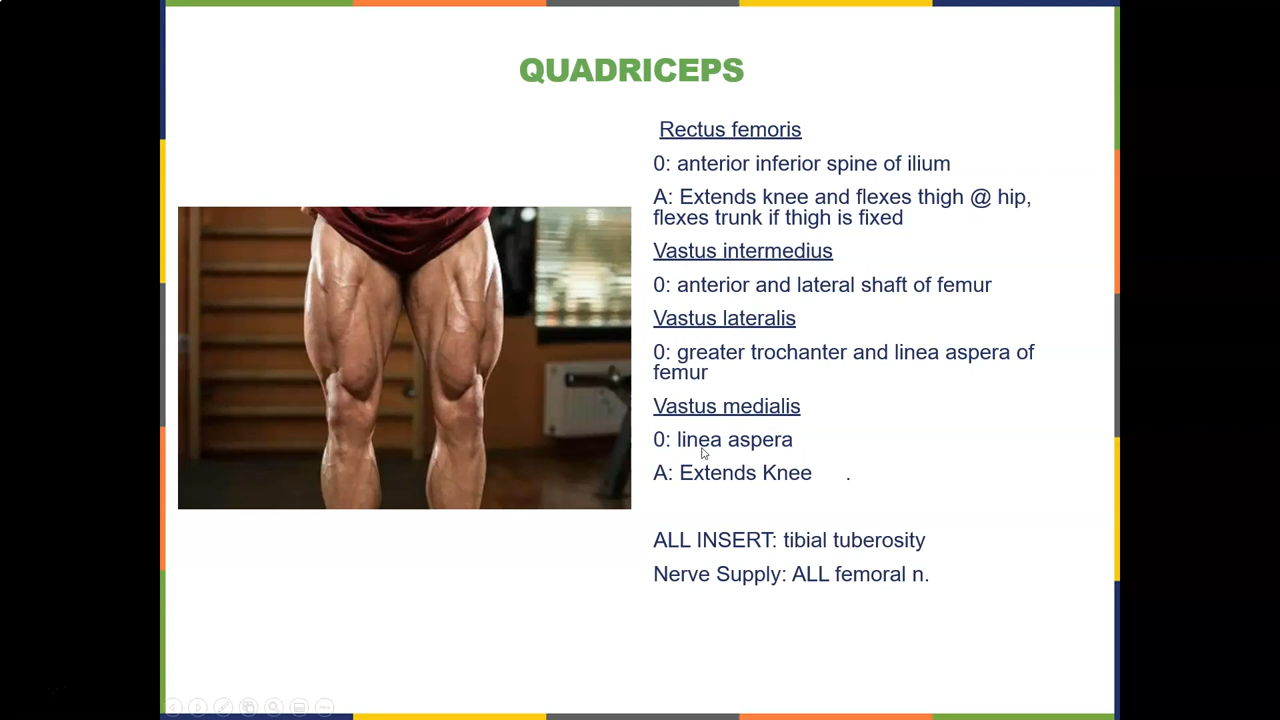 QUADRICEPS
Rectus femoris
0: anterior inferior spine of ilium
A: Extends knee and flexes thigh @ hip,
flexes trunk if thigh is fixed
Vastus intermedius
0: anterior and lateral shaft of femur
Vastus lateralis
0: greater trochanter and linea aspera of
femur
Vastus medialis
0: linea aspera
A: Extends Knee .
ALL INSERT: tibial tuberosity
Nerve Supply: ALL femoral n.